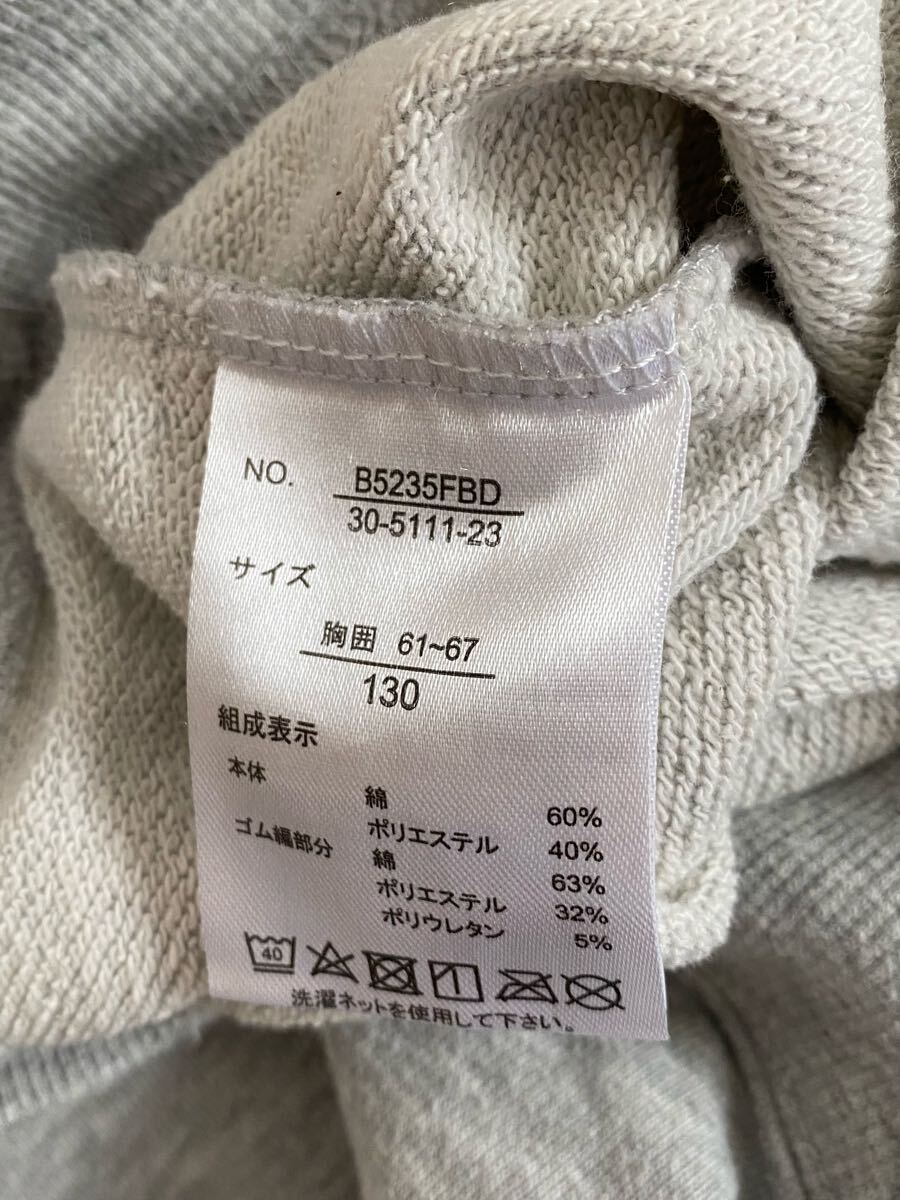 NO. B5235FBD
30-5111-23
サイズ
胸囲 61~67
130
組成表示
本体 綿 60%
ポリエステル 40%
ゴム編部分 綿 63%
ポリエステル 32%
ポリウレタン 5%
40
洗濯ネットを使用して下さい。